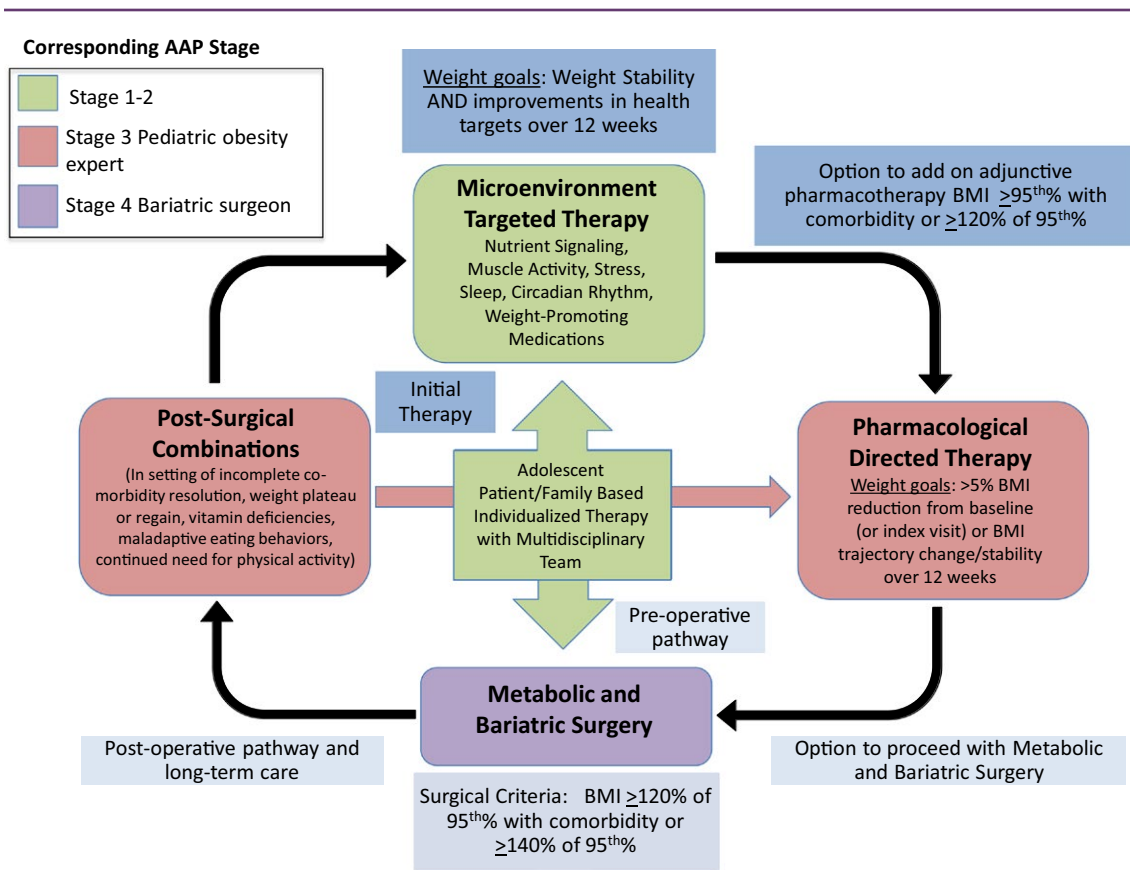 Corresponding AAP Stage
Stage 1-2
Stage 3 Pediatric obesity
expert
Stage 4 Bariatric surgeon
Weight goals: Weight Stability
AND improvements in health
targets over 12 weeks
Microenvironment
Targeted Therapy
Nutrient Signaling,
Muscle Activity, Stress,
Sleep, Circadian Rhythm,
Weight-Promoting
Medications
Option to add on adjunctive
pharmacotherapy BMI ≥95th% with
comorbidity or ≥120% of 95th%
Initial
Therapy
Post-Surgical
Combinations
(In setting of incomplete co-
morbidity resolution, weight plateau
or regain, vitamin deficiencies,
maladaptive eating behaviors,
continued need for physical activity)
Adolescent
Patient/Family Based
Individualized Therapy
with Multidisciplinary
Team
Pharmacological
Directed Therapy
Weight goals: >5% BMI
reduction from baseline
(or index visit) or BMI
trajectory change/stability
over 12 weeks
Pre-operative
pathway
Metabolic and
Bariatric Surgery
Post-operative pathway and
long-term care
Option to proceed with Metabolic
and Bariatric Surgery
Surgical Criteria: BMI ≥120% of
95th% with comorbidity or
≥140% of 95th%